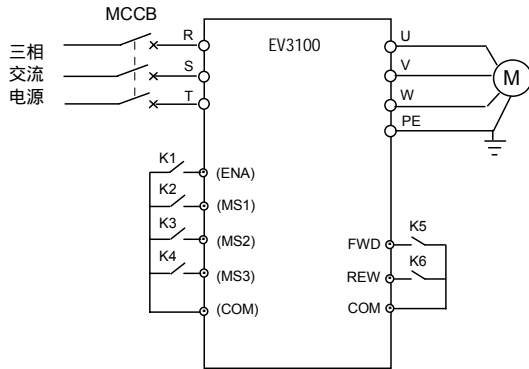 MCCB
三相
交流
电源
R
S
T
EV3100
U
V
W
PE
M
K1
(ENA)
K2
(MS1)
K3
(MS2)
K4
(MS3)
(COM)
FWD
K5
REW
K6
COM